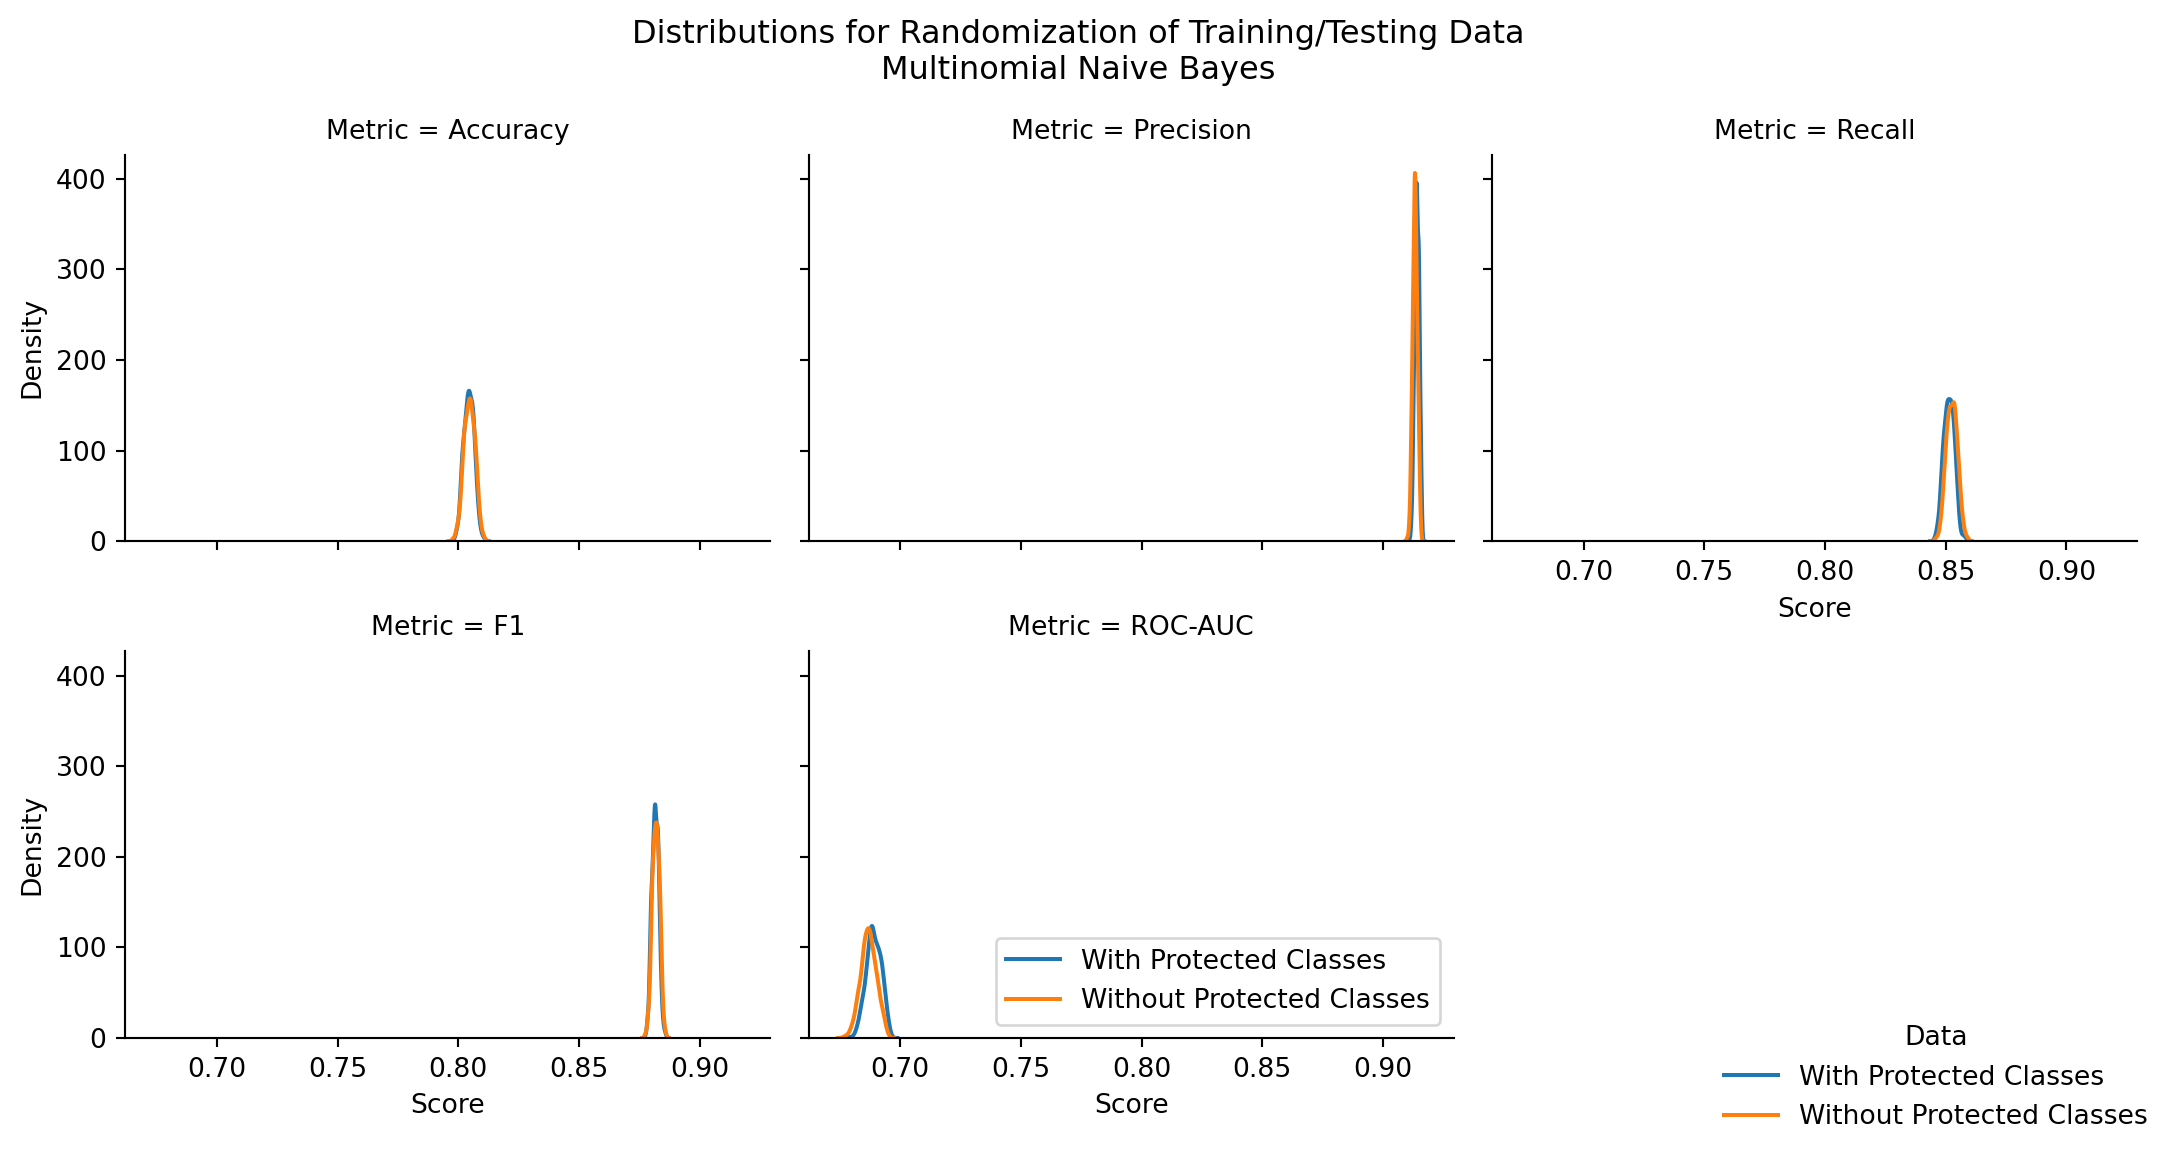 Distributions for Randomization of Training/Testing Data
Multinomial Naive Bayes
Metric = Accuracy
Metric = Precision
Metric = Recall
400
300
200
100
0
Density
0.70 0.75 0.80 0.85 0.90
Score
Metric = F1
Metric = ROC-AUC
400
300
200
100
0
Density
With Protected Classes
Without Protected Classes
0.70 0.75 0.80 0.85 0.90
Score
0.70 0.75 0.80 0.85 0.90
Score
Data
With Protected Classes
Without Protected Classes